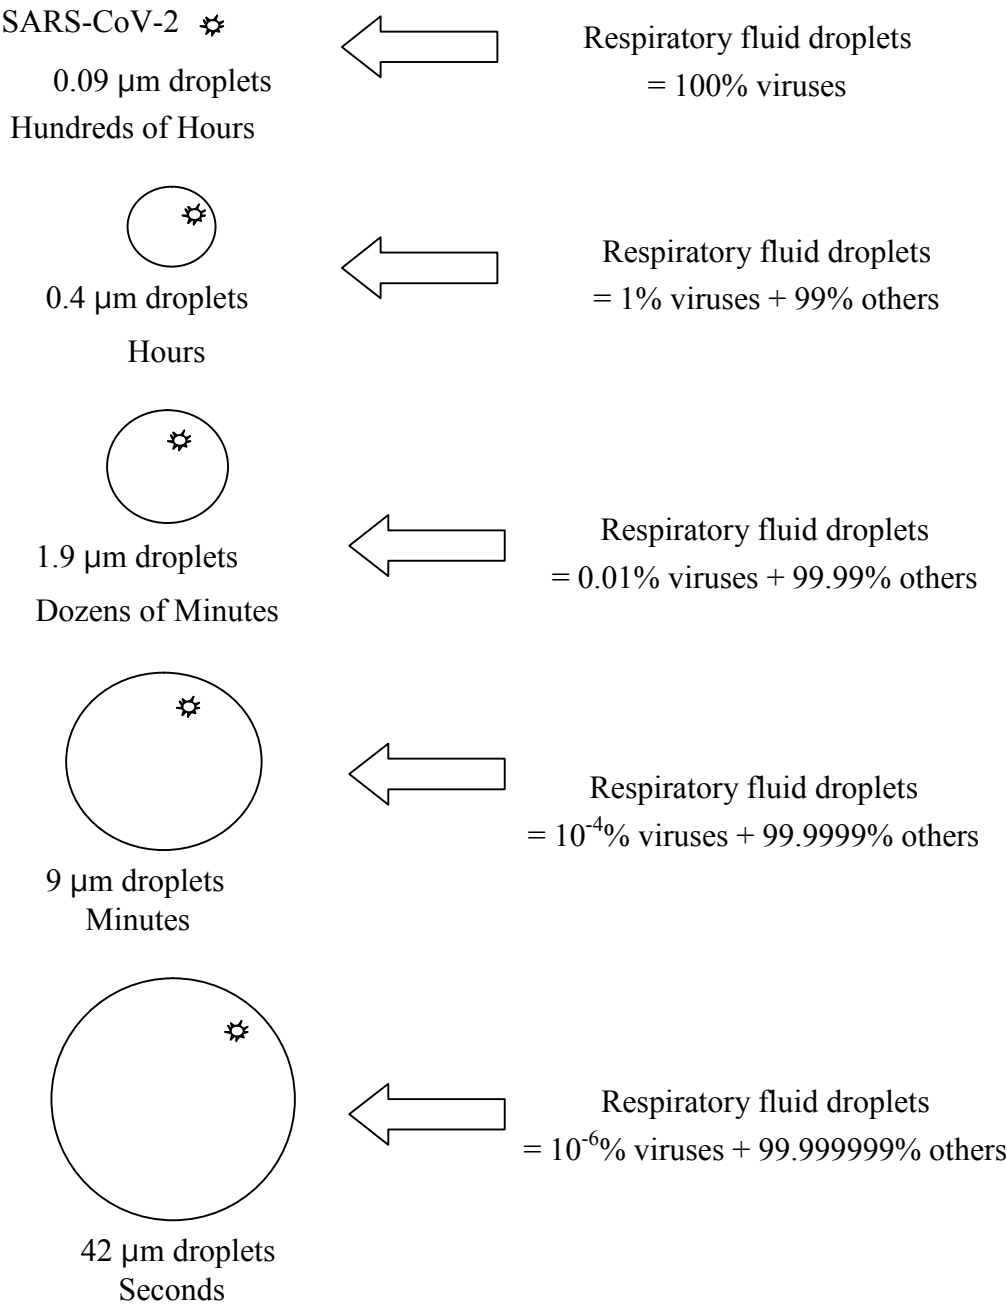 SARS-CoV-2
0.09 μm droplets
Hundreds of Hours
Respiratory fluid droplets
= 100% viruses
0.4 μm droplets
Hours
Respiratory fluid droplets
= 1% viruses + 99% others
1.9 μm droplets
Dozens of Minutes
Respiratory fluid droplets
= 0.01% viruses + 99.99% others
9 μm droplets
Minutes
Respiratory fluid droplets
= 10⁻⁴% viruses + 99.9999% others
42 μm droplets
Seconds
Respiratory fluid droplets
= 10⁻⁶% viruses + 99.999999% others